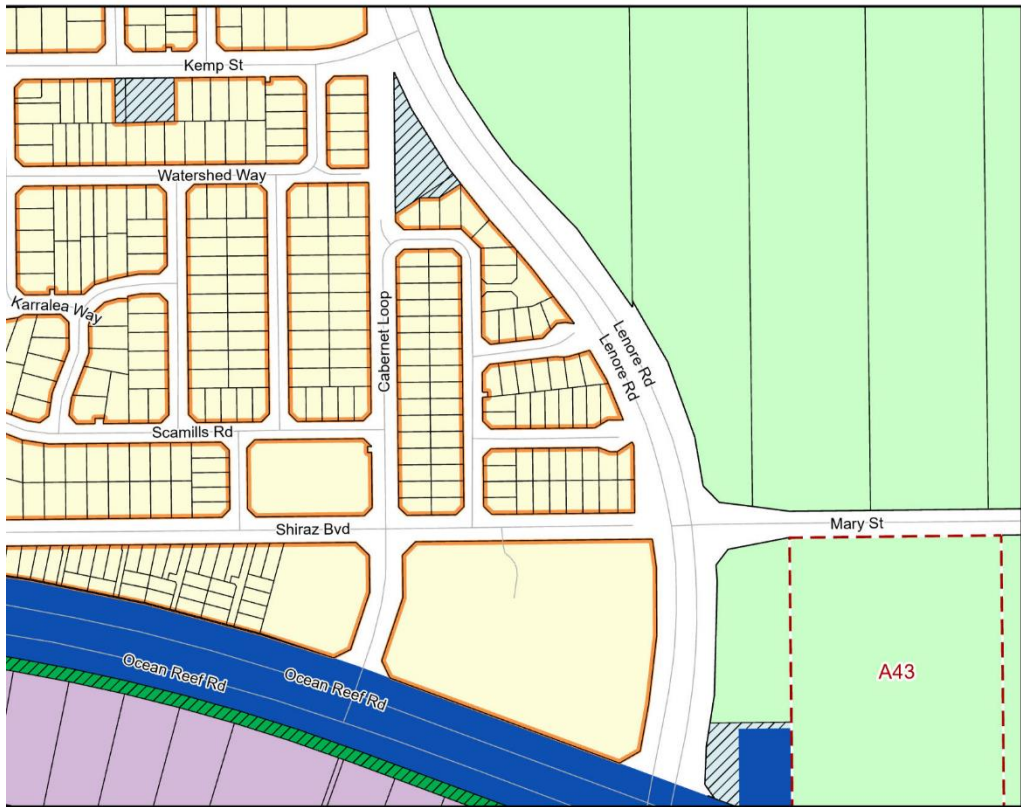 Kemp St
Watershed Way
Karralea Way
Cabernet Loop
Lenore Rd
Lenore Rd
Scamills Rd
Shiraz Bvd
Mary St
Ocean Reef Rd
Ocean Reef Rd
A43